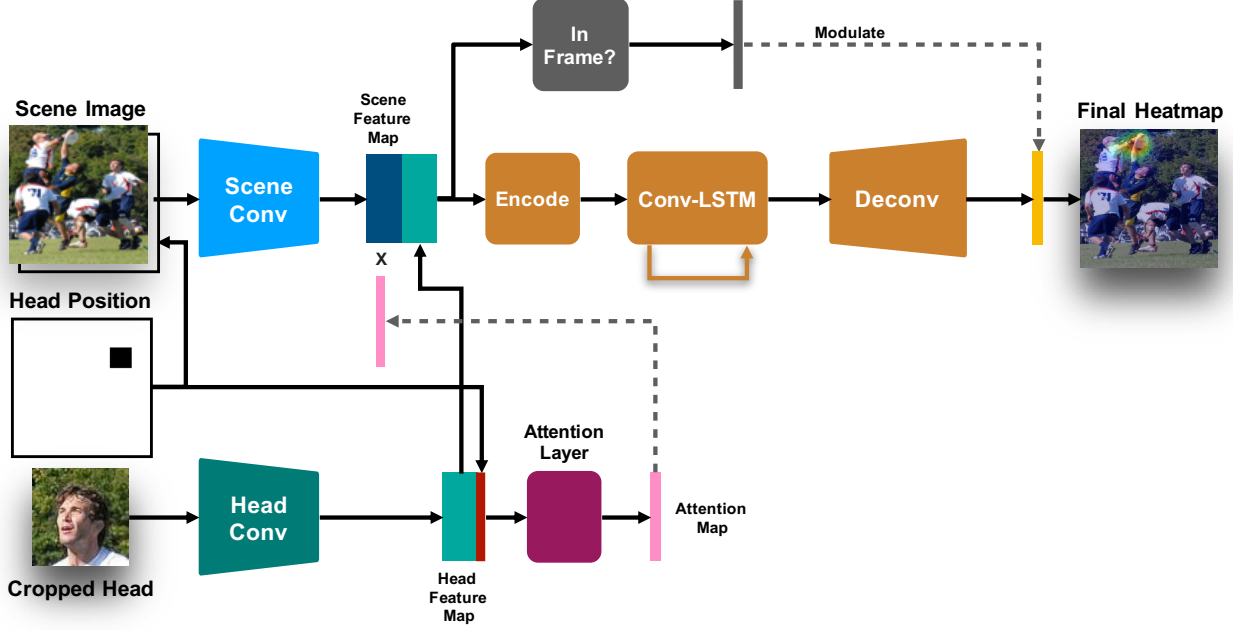 In
Frame?
Modulate
Scene Image
Scene
Feature
Map
Final Heatmap
Scene
Conv
Encode
Conv-LSTM
Deconv
X
Head Position
Attention
Layer
Head
Conv
Attention
Map
Cropped Head
Head
Feature
Map